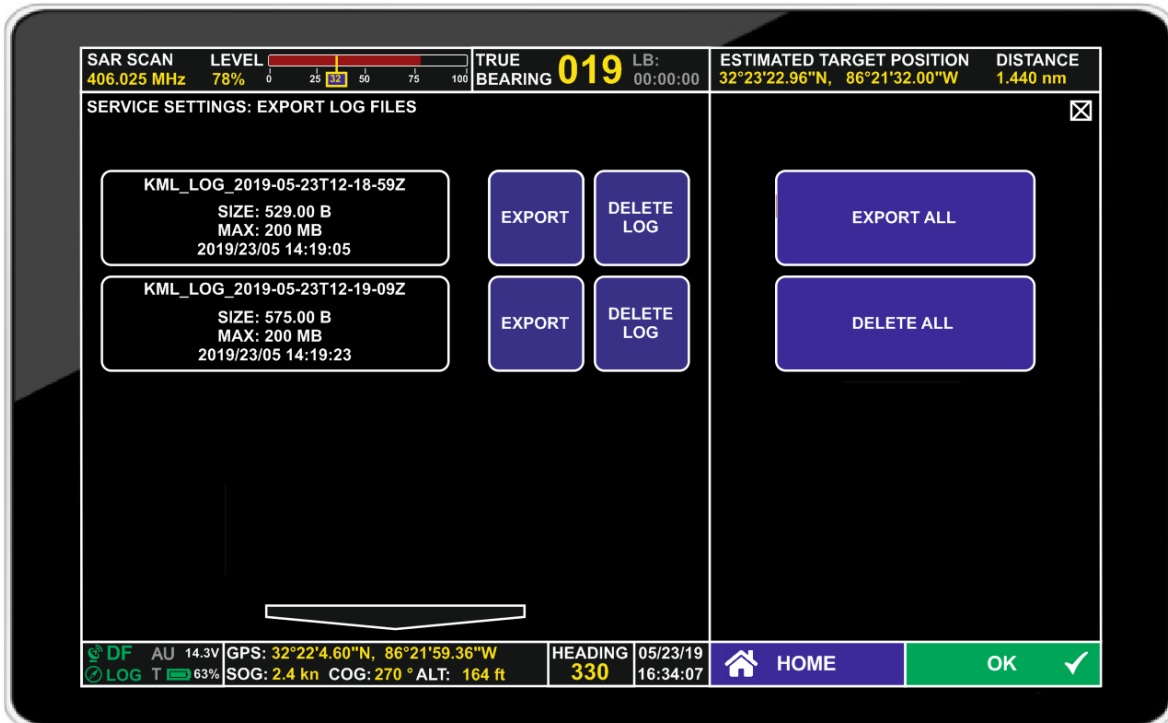 SAR SCAN LEVEL TRUE BEARING 019 LB: ESTIMATED TARGET POSITION DISTANCE
406.025 MHz 78% 0 25 32 50 75 100 00:00:00 32°23'22.96"N, 86°21'32.00"W 1.440 nm
SERVICE SETTINGS: EXPORT LOG FILES
KML_LOG_2019-05-23T12-18-59Z
SIZE: 529.00 B
MAX: 200 MB
2019/23/05 14:19:05
EXPORT
DELETE
LOG
EXPORT ALL
KML_LOG_2019-05-23T12-19-09Z
SIZE: 575.00 B
MAX: 200 MB
2019/23/05 14:19:23
EXPORT
DELETE
LOG
DELETE ALL
DF AU 14.3V GPS: 32°22'4.60"N, 86°21'59.36"W HEADING 05/23/19
LOG T 63% SOG: 2.4 kn COG: 270 ° ALT: 164 ft 330 16:34:07
HOME
OK